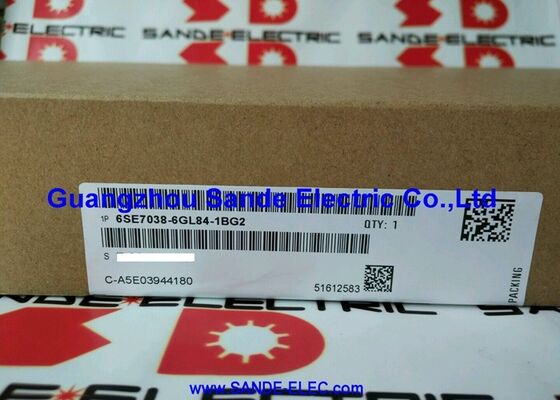 SANDE-ELECTRIC
SANDE-ELECTRIC
Guangzhou Sande Electric Co.,Ltd
1P 6SE7038-6GL84-1BG2
QTY: 1
S
C-A5E03944180
51612583
PACKING
SANDE-ELECTRIC
WWW.SANDE-ELEC.COM